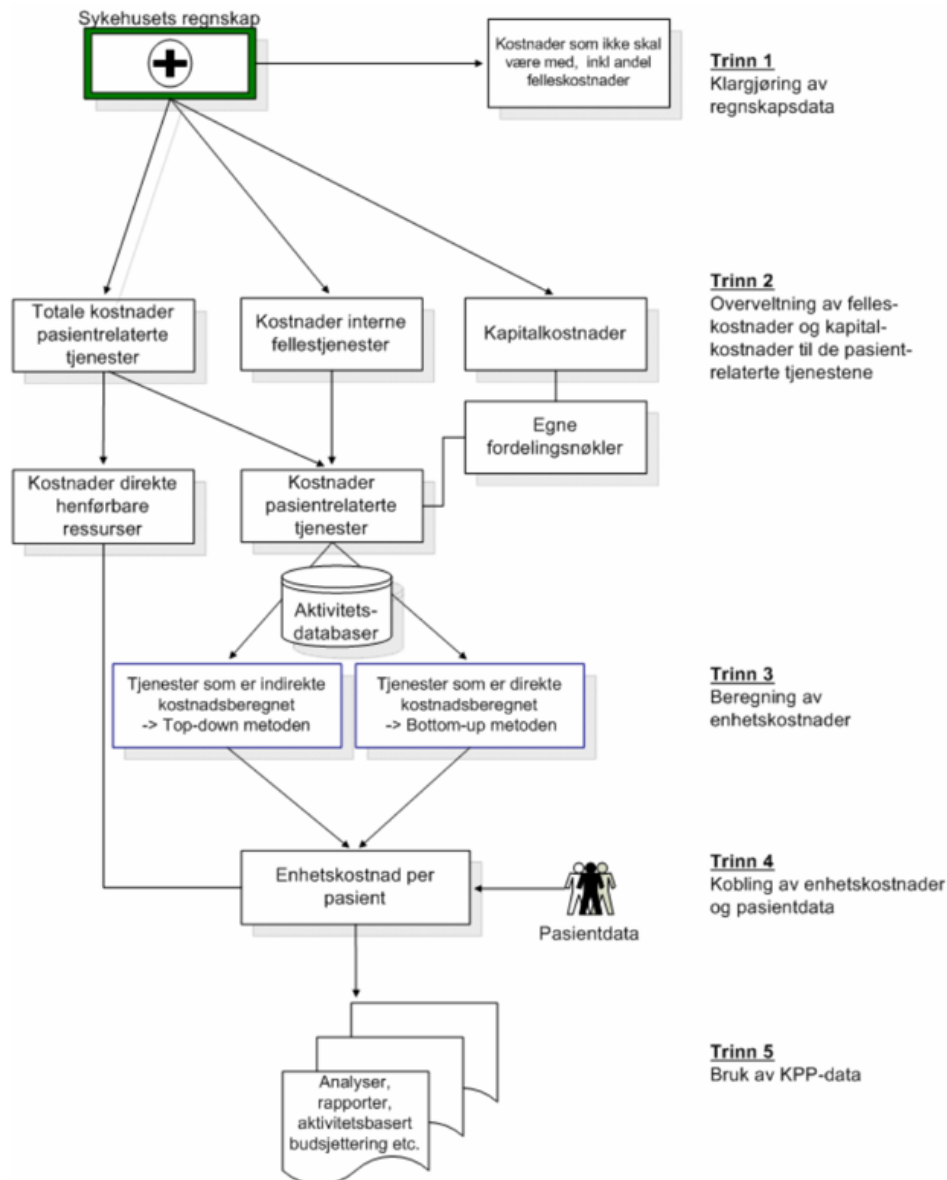 Sykehusets regnskap
Kostnader som ikke skal
være med, inkl andel
felleskostnader
Trinn 1
Klargjøring av
regnskapsdata
Totale kostnader
pasientrelaterte
tjenester
Kostnader interne
fellestjenester
Kapitalkostnader
Trinn 2
Overveltning av felles-
kostnader og kapital-
kostnader til de pasient-
relaterte tjenestene
Egne
fordelingsnøkler
Kostnader direkte
henførbare
ressurser
Kostnader
pasientrelaterte
tjenester
Aktivitets-
databaser
Tjenester som er indirekte
kostnadsberegnet
-> Top-down metoden
Tjenester som er direkte
kostnadsberegnet
-> Bottom-up metoden
Trinn 3
Beregning av
enhetskostnader
Enhetskostnad per
pasient
Pasientdata
Trinn 4
Kobling av enhetskostnader
og pasientdata
Analyser,
rapporter,
aktivitetsbasert
budsjettering etc.
Trinn 5
Bruk av KPP-data